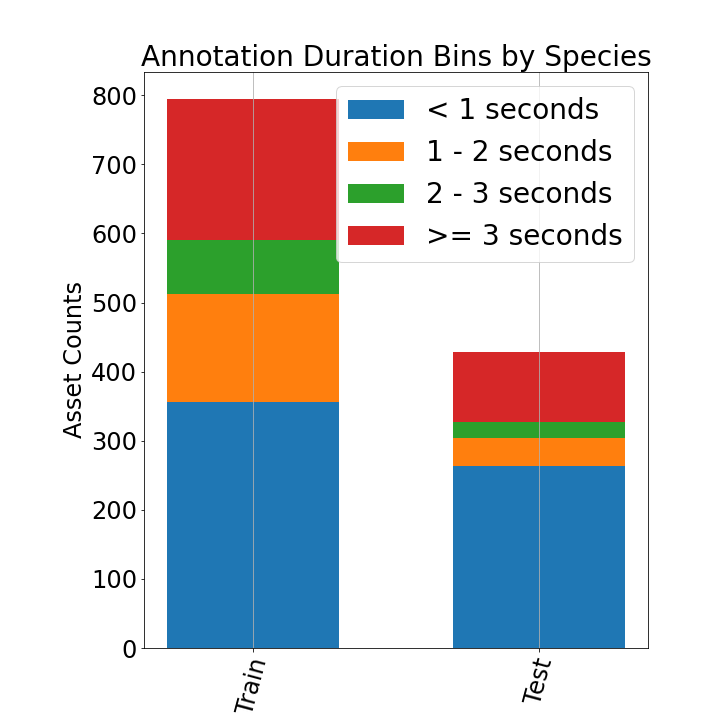 Annotation Duration Bins by Species
< 1 seconds
1 - 2 seconds
2 - 3 seconds
>= 3 seconds
Asset Counts
800
700
600
500
400
300
200
100
0
Train
Test